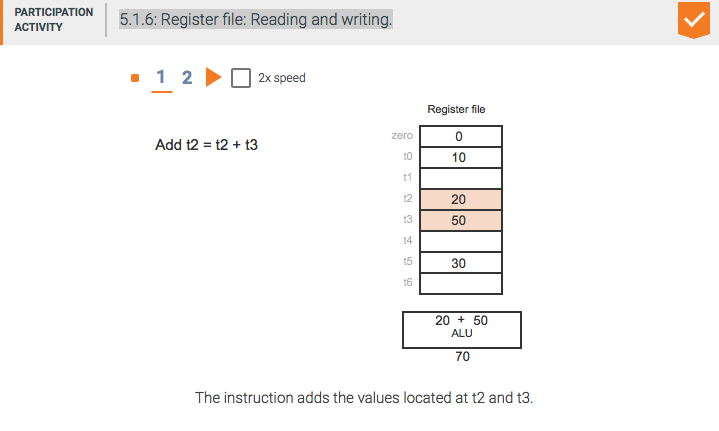 PARTICIPATION
ACTIVITY
5.1.6: Register file: Reading and writing.
1 2 2x speed
Register file
Add t2 = t2 + t3
zero 0
t0 10
t1
t2 20
t3 50
t4
t5 30
t6
20 + 50
ALU
70
The instruction adds the values located at t2 and t3.